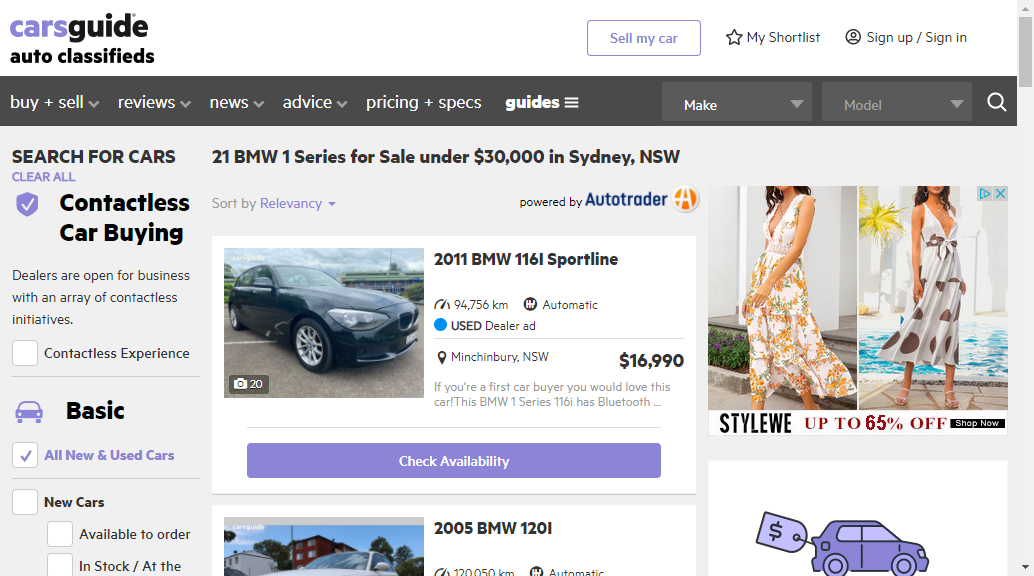 carsguide
auto classifieds
Sell my car
My Shortlist
Sign up / Sign in
buy + sell
reviews
news
advice
pricing + specs
guides
Make
Model
SEARCH FOR CARS
CLEAR ALL
Contactless
Car Buying
Dealers are open for business
with an array of contactless
initiatives.
Contactless Experience
Basic
All New & Used Cars
New Cars
Available to order
In Stock / At the
21 BMW 1 Series for Sale under $30,000 in Sydney, NSW
Sort by Relevancy
powered by Autotrader
carsguide
20
2011 BMW 116I Sportline
94,756 km
Automatic
USED Dealer ad
Minchinbury, NSW
$16,990
If you're a first car buyer you would love this
car!This BMW 1 Series 116i has Bluetooth ...
Check Availability
carsguide
2005 BMW 120I
120,050 km
Automatic
STYLEWE UP TO 65% OFF Shop Now
$